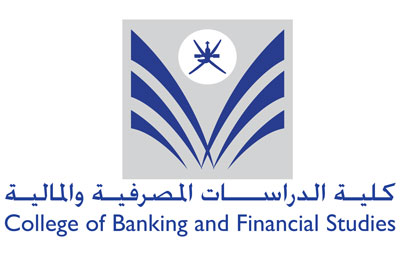 كلية الدراسات المصرفية والمالية
College of Banking and Financial Studies